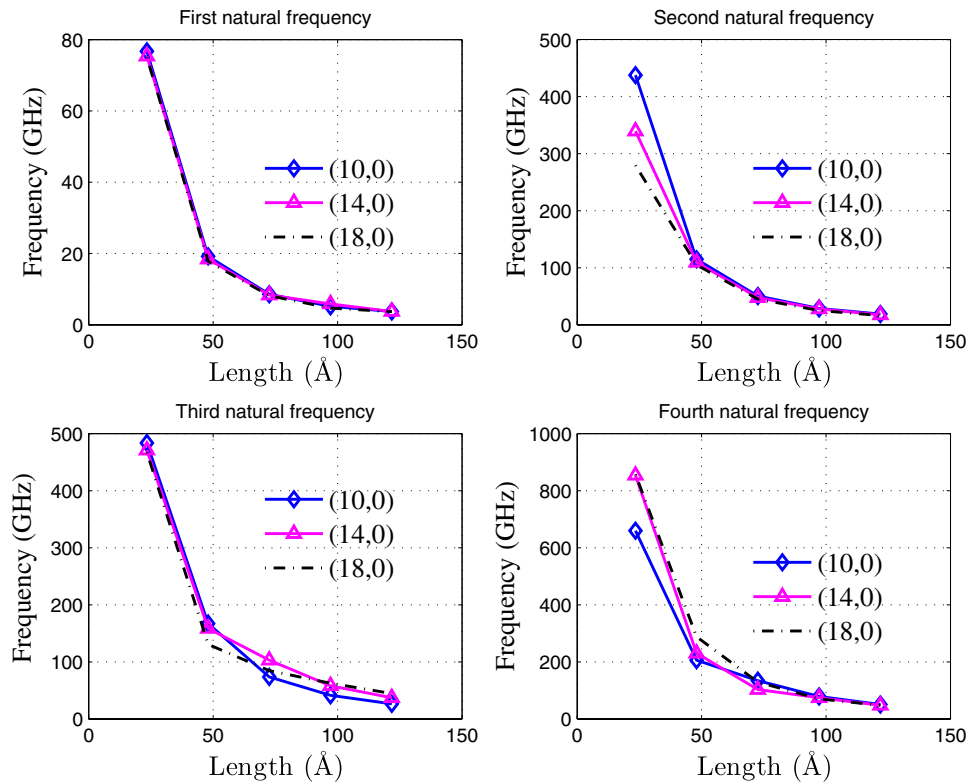 First natural frequency
80
60
40
20
0
0 50 100 150
Frequency (GHz)
Length (Å)
(10,0)
(14,0)
(18,0)
Second natural frequency
500
400
300
200
100
0
0 50 100 150
Frequency (GHz)
Length (Å)
(10,0)
(14,0)
(18,0)
Third natural frequency
500
400
300
200
100
0
0 50 100 150
Frequency (GHz)
Length (Å)
(10,0)
(14,0)
(18,0)
Fourth natural frequency
1000
800
600
400
200
0
0 50 100 150
Frequency (GHz)
Length (Å)
(10,0)
(14,0)
(18,0)